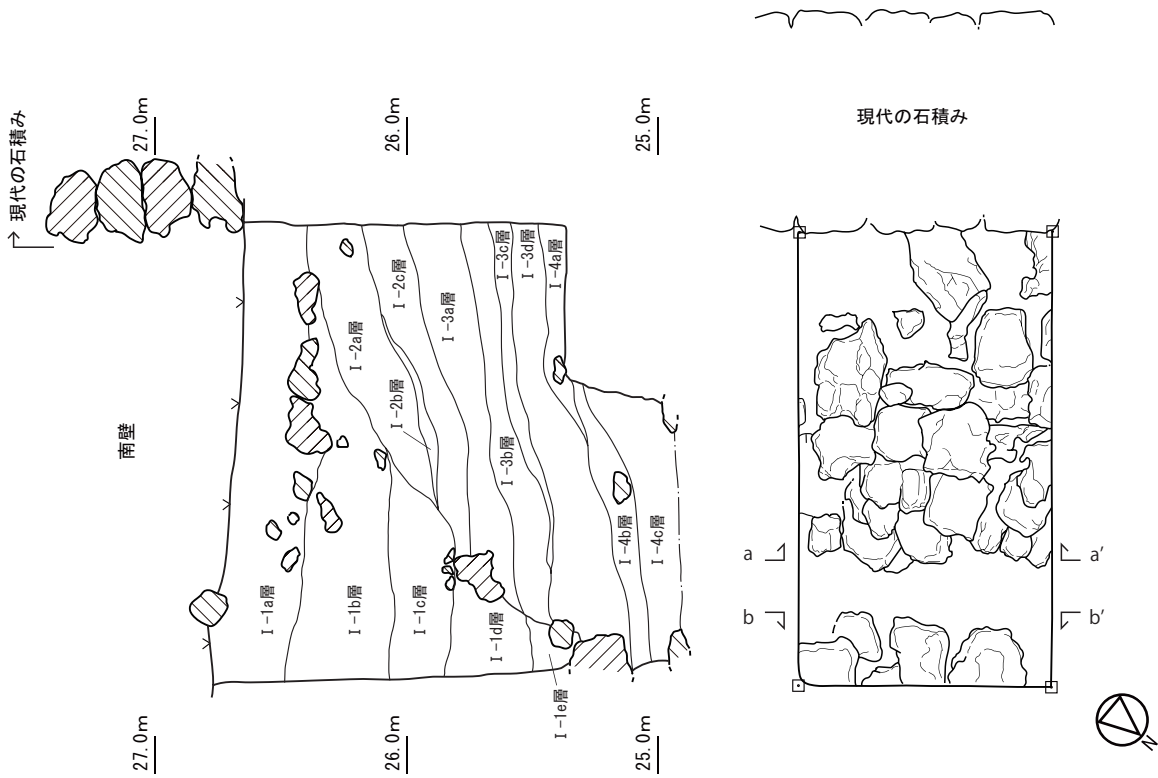 現代の石積み
27.0m
26.0m
25.0m
現代の石積み
南壁
Ⅰ-1a層
Ⅰ-1b層
Ⅰ-1c層
Ⅰ-1d層
Ⅰ-1e層
Ⅰ-2a層
Ⅰ-2b層
Ⅰ-2c層
Ⅰ-3a層
Ⅰ-3b層
Ⅰ-3c層
Ⅰ-3d層
Ⅰ-4a層
Ⅰ-4b層
Ⅰ-4c層
27.0m
26.0m
25.0m
a
a′
b
b′
N